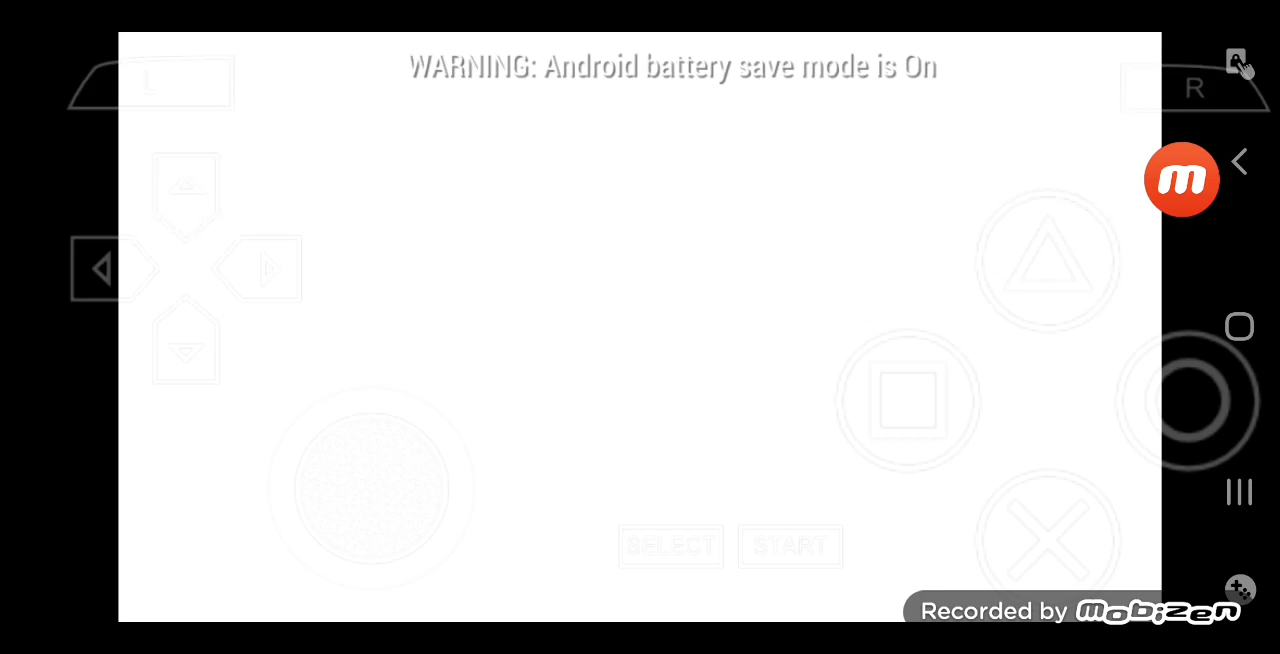 WARNING: Android battery save mode is On
L
R
m
SELECT
START
Recorded by Mobizen